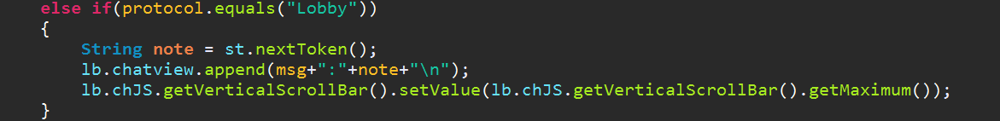 else if(protocol.equals("Lobby"))
{
String note = st.nextToken();
lb.chatview.append(msg+":"+note+"\n");
lb.chJS.getVerticalScrollBar().setValue(lb.chJS.getVerticalScrollBar().getMaximum());
}